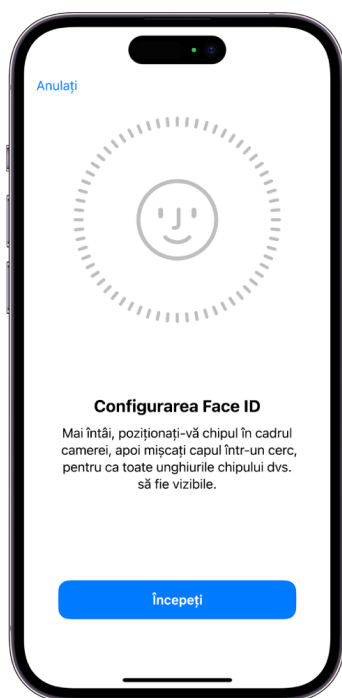 Anulați
Configurarea Face ID
Mai întâi, poziționați-vă chipul în cadrul
camerei, apoi mișcați capul într-un cerc,
pentru ca toate unghiurile chipului dvs.
să fie vizibile.
Începeți